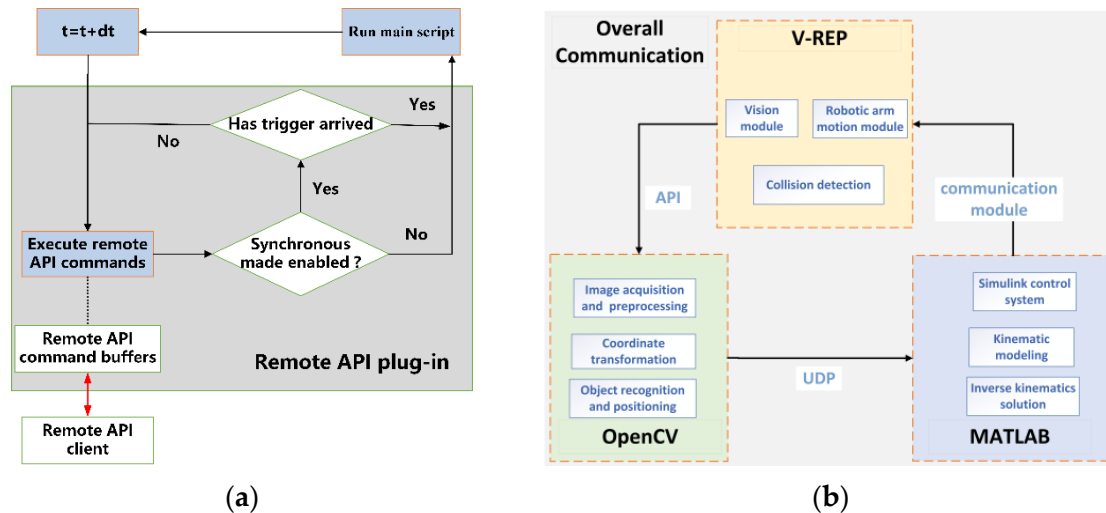 t=t+dt
Run main script
Has trigger arrived
Yes
No
Yes
Synchronous
made enabled ?
No
Execute remote
API commands
Remote API
command buffers
Remote API plug-in
Remote API
client
(a)
Overall
Communication
V-REP
Vision
module
Robotic arm
motion module
Collision detection
API
communication
module
Image acquisition
and preprocessing
Coordinate
transformation
Object recognition
and positioning
OpenCV
UDP
Simulink control
system
Kinematic
modeling
Inverse kinematics
solution
MATLAB
(b)